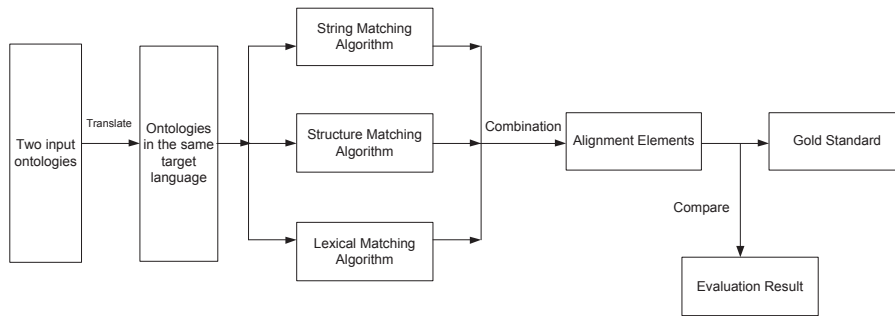 Two input
ontologies
Translate
Ontologies
in the same
target
language
String Matching
Algorithm
Structure Matching
Algorithm
Lexical Matching
Algorithm
Combination
Alignment Elements
Gold Standard
Compare
Evaluation Result